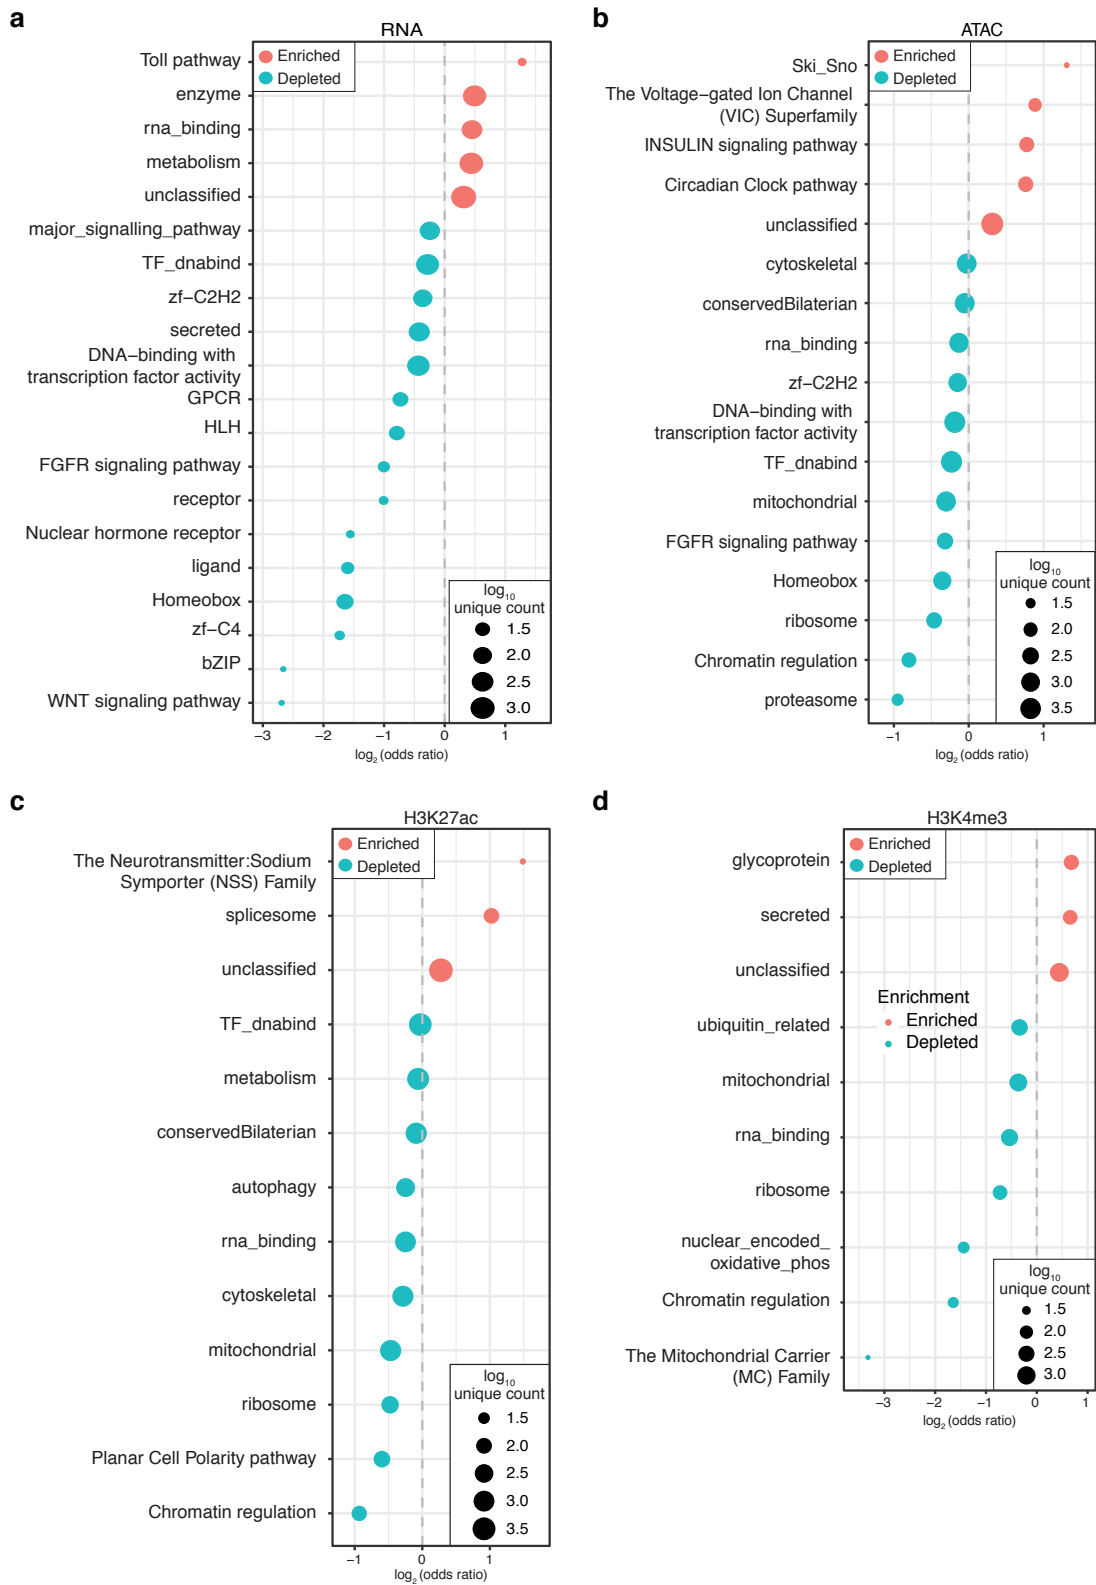 a
RNA
Enriched
Depleted
Toll pathway
enzyme
rna_binding
metabolism
unclassified
major_signalling_pathway
TF_dnabind
zf−C2H2
secreted
DNA−binding with
transcription factor activity
GPCR
HLH
FGFR signaling pathway
receptor
Nuclear hormone receptor
ligand
Homeobox
zf−C4
bZIP
WNT signaling pathway
log10
unique count
1.5
2.0
2.5
3.0
−3 −2 −1 0 1
log2 (odds ratio)
b
ATAC
Enriched
Depleted
Ski_Sno
The Voltage−gated Ion Channel
(VIC) Superfamily
INSULIN signaling pathway
Circadian Clock pathway
unclassified
cytoskeletal
conservedBilaterian
rna_binding
zf−C2H2
DNA−binding with
transcription factor activity
TF_dnabind
mitochondrial
FGFR signaling pathway
Homeobox
ribosome
Chromatin regulation
proteasome
log10
unique count
1.5
2.0
2.5
3.0
3.5
−1 0 1
log2 (odds ratio)
c
H3K27ac
Enriched
Depleted
The Neurotransmitter:Sodium
Symporter (NSS) Family
splicesome
unclassified
TF_dnabind
metabolism
conservedBilaterian
autophagy
rna_binding
cytoskeletal
mitochondrial
ribosome
Planar Cell Polarity pathway
Chromatin regulation
log10
unique count
1.5
2.0
2.5
3.0
3.5
−1 0 1
log2 (odds ratio)
d
H3K4me3
Enriched
Depleted
glycoprotein
secreted
unclassified
Enrichment
Enriched
Depleted
ubiquitin_related
mitochondrial
rna_binding
ribosome
nuclear_encoded_
oxidative_phos
Chromatin regulation
The Mitochondrial Carrier
(MC) Family
log10
unique count
1.5
2.0
2.5
3.0
−3 −2 −1 0 1
log2 (odds ratio)